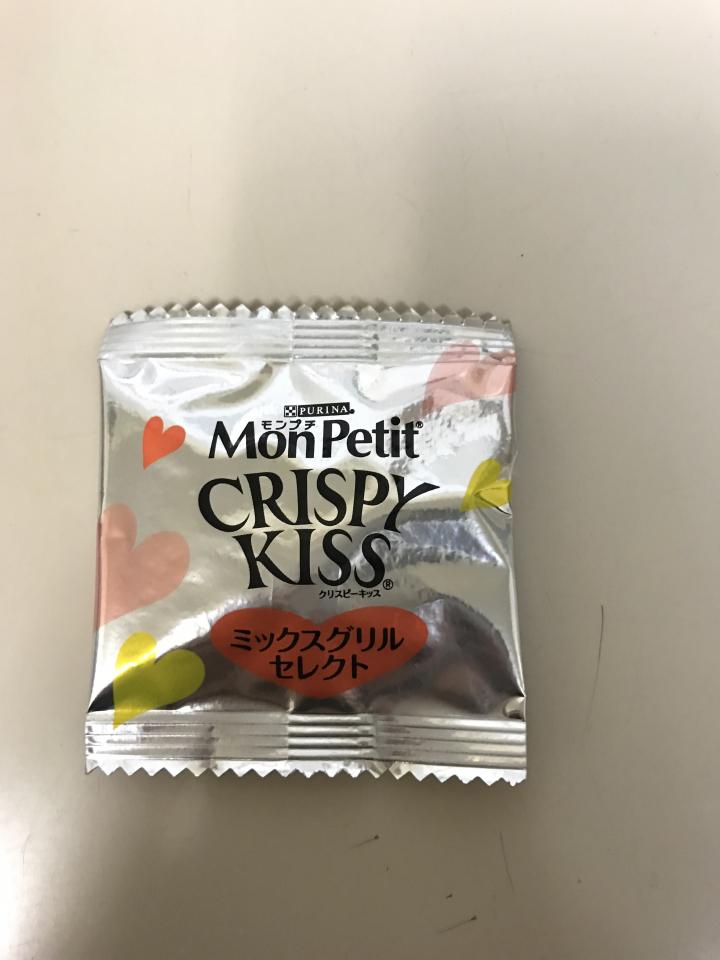 PURINA
モンプチ
MonPetit®
CRISPY
KISS®
クリスピーキッス
ミックスグリル
セレクト